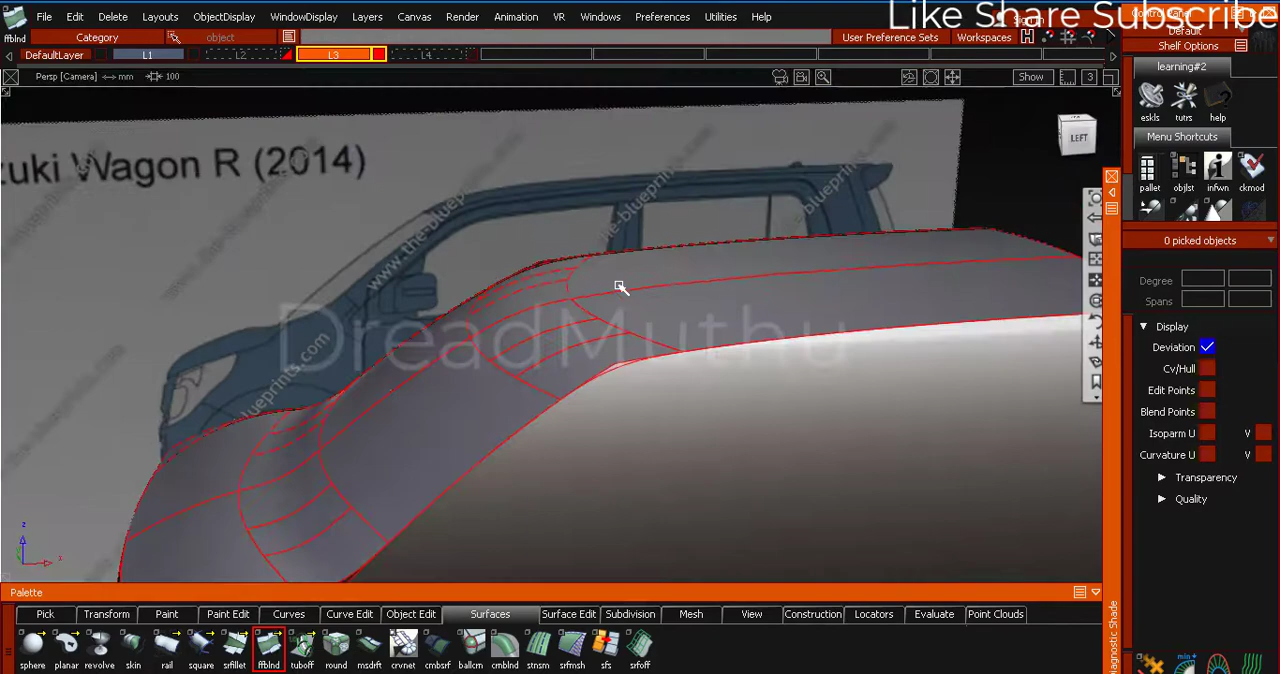 File Edit Delete Layouts ObjectDisplay WindowDisplay Layers Canvas Render Animation VR Windows Preferences Utilities Help
Like Share Subscribe
ffblnd Category object User Preference Sets Workspaces Default
Shelf Options
DefaultLayer L1 L2 L3 L4
learning#2
Persp [Camera] mm 100 Show 3
eskls tutrs help
Menu Shortcuts
LEFT
pallet objlst infwn ckmod
zuki Wagon R (2014)
www.the-blueprints.com
0 picked objects
Degree
Spans
Display
Deviation
Cv/Hull
Edit Points
Blend Points
Isoparm U V
Curvature U V
Transparency
Quality
DreadMuthu
z
x
Palette
Diagnostic Shade
Pick Transform Paint Paint Edit Curves Curve Edit Object Edit Surfaces Surface Edit Subdivision Mesh View Construction Locators Evaluate Point Clouds
sphere planar revolve skin rail square srfillet ffblnd tuboff round msdrft crvnet cmbsrf ballcrn cmblnd stnsm srfmsh sfs srfoff